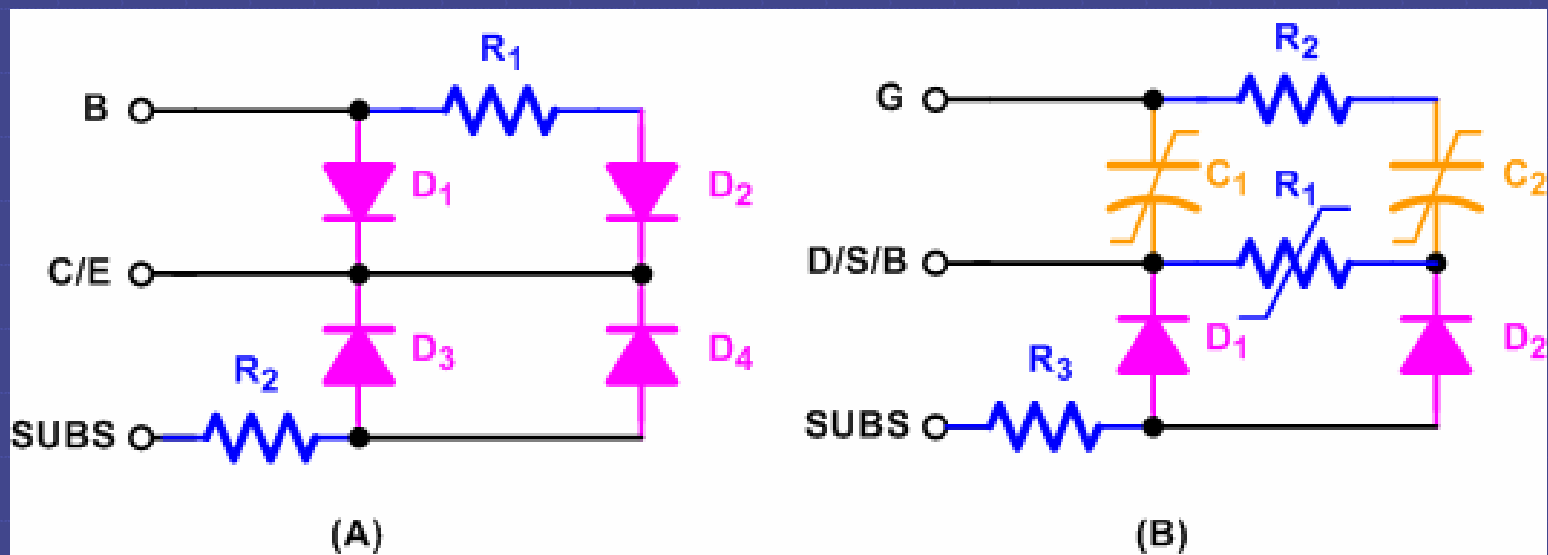 R1
B
D1
D2
C/E
D3
D4
R2
SUBS
(A)
R2
G
C1
C2
R1
D/S/B
D1
D2
R3
SUBS
(B)